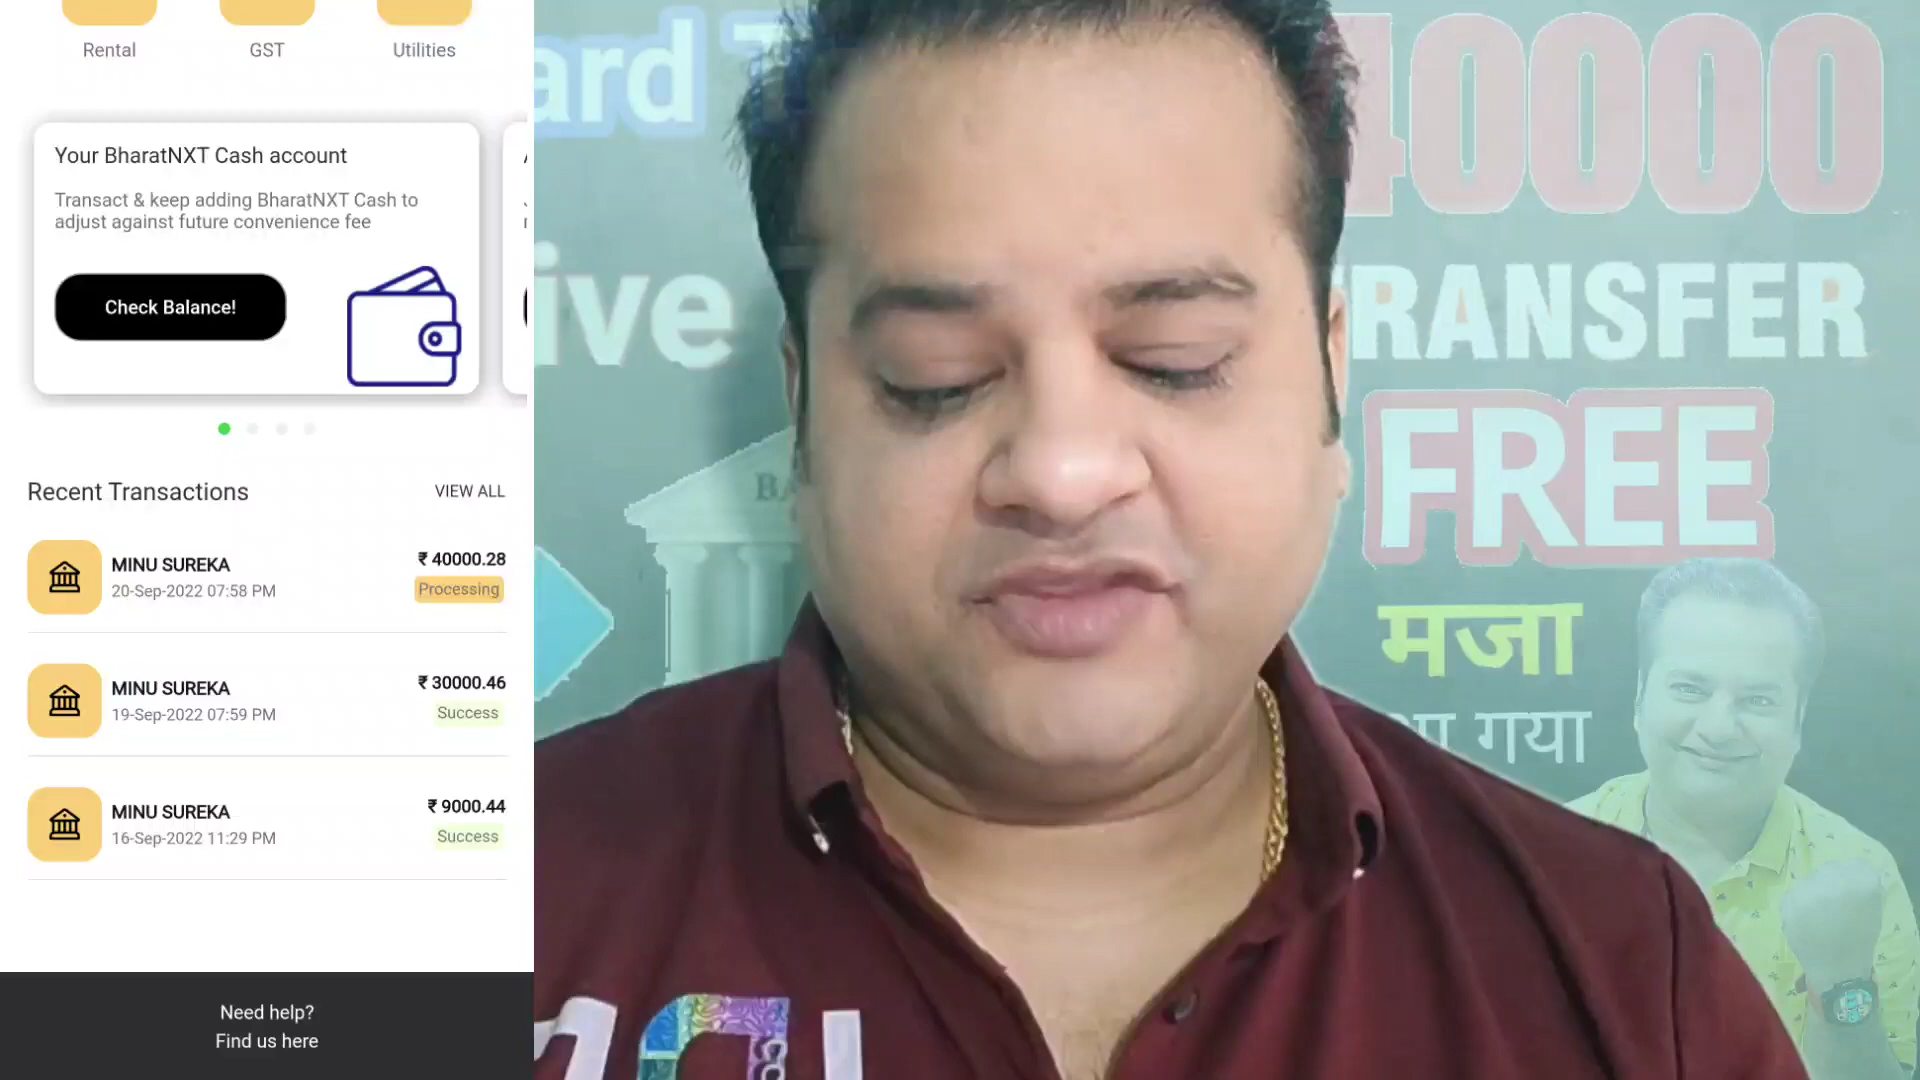 Rental
GST
Utilities
Your BharatNXT Cash account
Transact & keep adding BharatNXT Cash to
adjust against future convenience fee
Check Balance!
Recent Transactions
VIEW ALL
MINU SUREKA
₹ 40000.28
20-Sep-2022 07:58 PM
Processing
MINU SUREKA
₹ 30000.46
19-Sep-2022 07:59 PM
Success
MINU SUREKA
₹ 9000.44
16-Sep-2022 11:29 PM
Success
Need help?
Find us here
40000
TRANSFER
FREE
मजा
गया